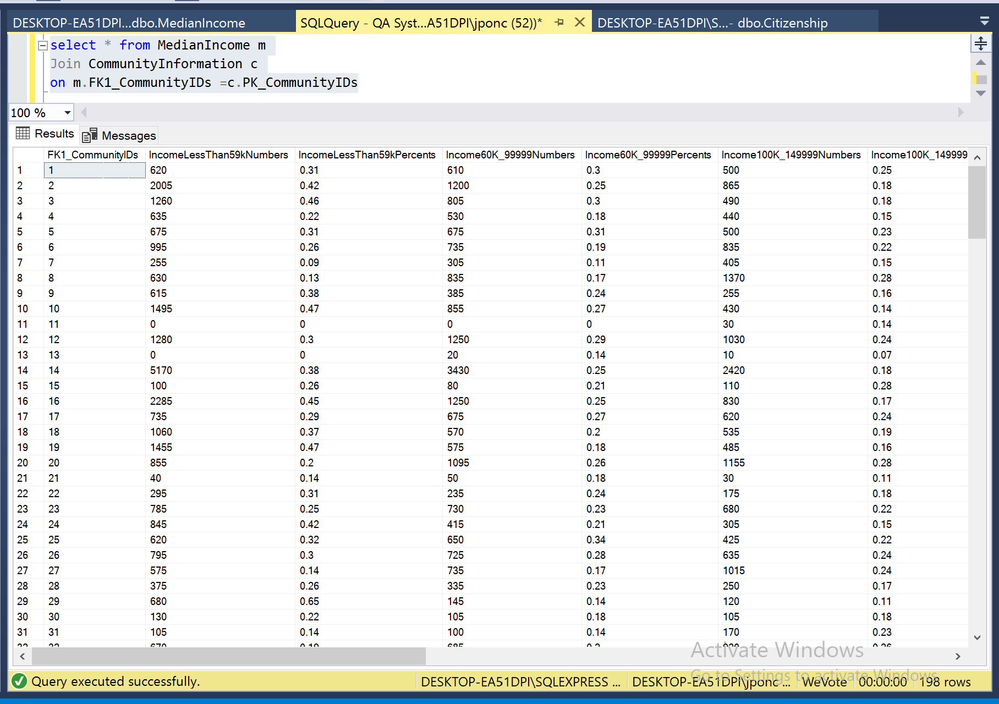 DESKTOP-EA51DPI...dbo.MedianIncome SQLQuery - QA Syst...A51DPI\jponc (52))* DESKTOP-EA51DPI\S...- dbo.Citizenship
select * from MedianIncome m
Join CommunityInformation c
on m.FK1_CommunityIDs =c.PK_CommunityIDs
100 %
Results Messages
FK1_CommunityIDs IncomeLessThan59kNumbers IncomeLessThan59kPercents Income60K_99999Numbers Income60K_99999Percents Income100K_149999Numbers Income100K_149999
1 1 620 0.31 610 0.3 500 0.25
2 2 2005 0.42 1200 0.25 865 0.18
3 3 1260 0.46 805 0.3 490 0.18
4 4 635 0.22 530 0.18 440 0.15
5 5 675 0.31 675 0.31 500 0.23
6 6 995 0.26 735 0.19 835 0.22
7 7 255 0.09 305 0.11 405 0.15
8 8 630 0.13 835 0.17 1370 0.28
9 9 615 0.38 385 0.24 255 0.16
10 10 1495 0.47 855 0.27 430 0.14
11 11 0 0 0 0 30 0.14
12 12 1280 0.3 1250 0.29 1030 0.24
13 13 0 0 20 0.14 10 0.07
14 14 5170 0.38 3430 0.25 2420 0.18
15 15 100 0.26 80 0.21 110 0.28
16 16 2285 0.45 1250 0.25 830 0.17
17 17 735 0.29 675 0.27 620 0.24
18 18 1060 0.37 570 0.2 535 0.19
19 19 1455 0.47 575 0.18 485 0.16
20 20 855 0.2 1095 0.26 1155 0.28
21 21 40 0.14 50 0.18 30 0.11
22 22 295 0.31 235 0.24 175 0.18
23 23 785 0.25 730 0.23 680 0.22
24 24 845 0.42 415 0.21 305 0.15
25 25 620 0.32 650 0.34 425 0.22
26 26 795 0.3 725 0.28 635 0.24
27 27 575 0.14 735 0.17 1015 0.24
28 28 375 0.26 335 0.23 250 0.17
29 29 680 0.65 145 0.14 120 0.11
30 30 130 0.22 105 0.18 105 0.18
31 31 105 0.14 100 0.14 170 0.23
Activate Windows
Go to Settings to activate Windows.
Query executed successfully. DESKTOP-EA51DPI\SQLEXPRESS ... DESKTOP-EA51DPI\jponc ... WeVote 00:00:00 198 rows